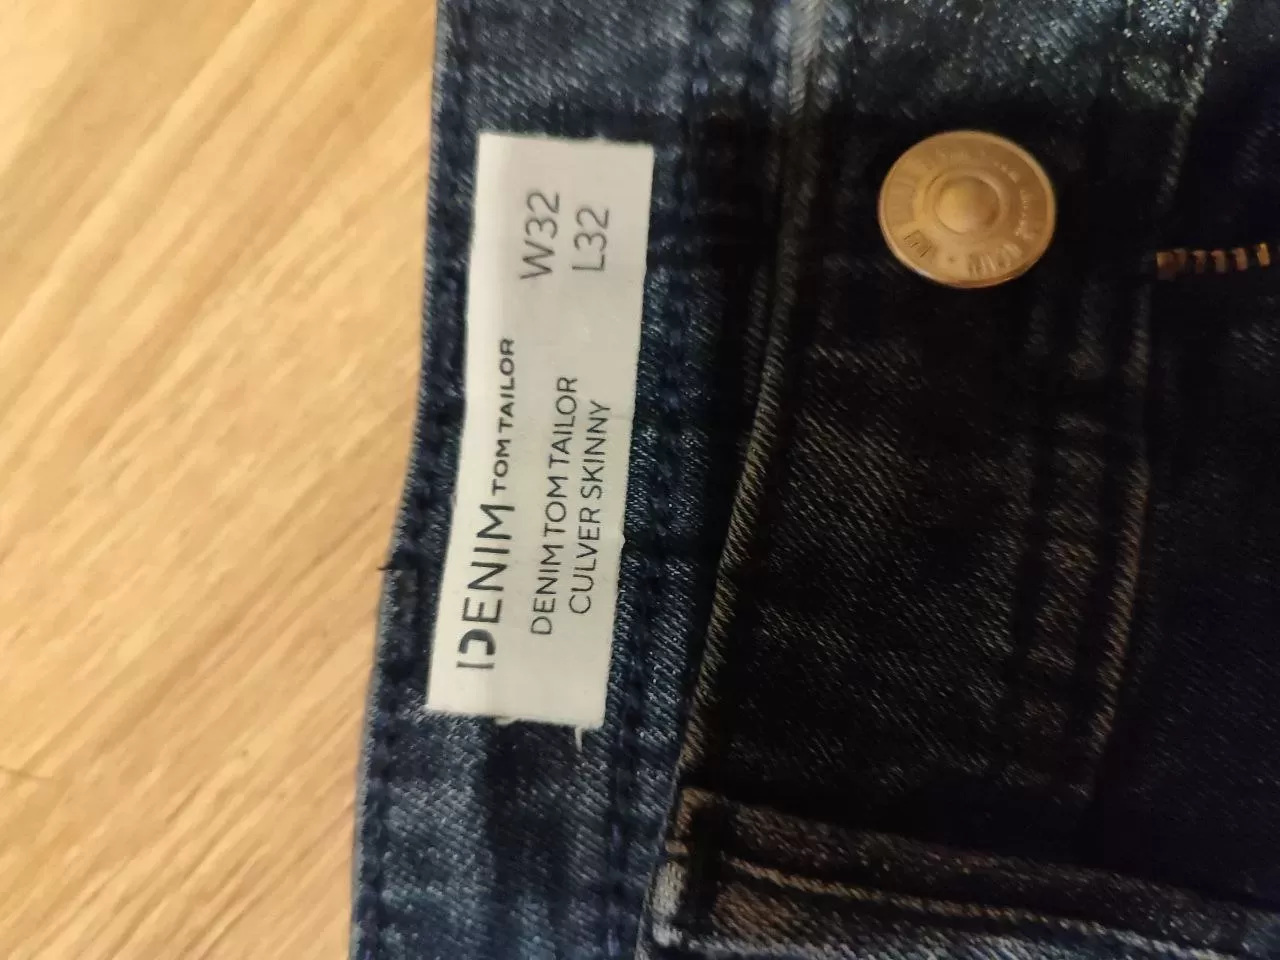 DENIM TOM TAILOR W32
DENIM TOM TAILOR L32
CULVER SKINNY